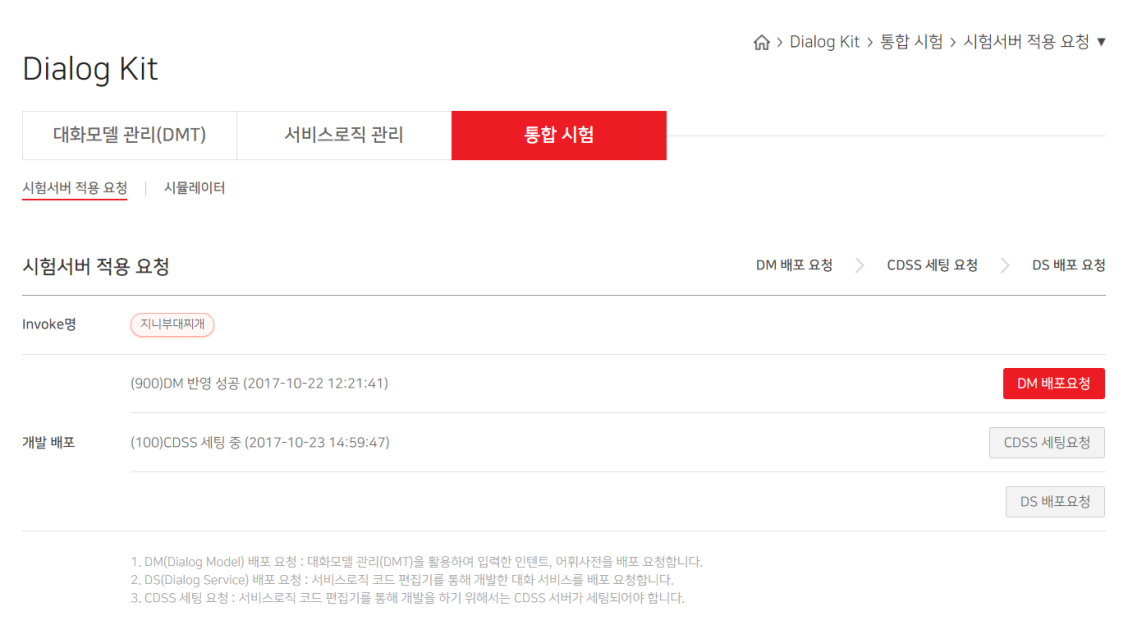 > Dialog Kit > 통합 시험 > 시험서버 적용 요청 ▼
Dialog Kit
대화모델 관리(DMT) 서비스로직 관리 통합 시험
시험서버 적용 요청 | 시뮬레이터
시험서버 적용 요청 DM 배포 요청 > CDSS 세팅 요청 > DS 배포 요청
Invoke명 지니부대찌개
(900)DM 반영 성공 (2017-10-22 12:21:41) DM 배포요청
개발 배포 (100)CDSS 세팅 중 (2017-10-23 14:59:47) CDSS 세팅요청
DS 배포요청
1. DM(Dialog Model) 배포 요청 : 대화모델 관리(DMT)을 활용하여 입력한 인텐트, 어휘사전을 배포 요청합니다.
2. DS(Dialog Service) 배포 요청 : 서비스로직 코드 편집기를 통해 개발한 대화 서비스를 배포 요청합니다.
3. CDSS 세팅 요청 : 서비스로직 코드 편집기를 통해 개발을 하기 위해서는 CDSS 서버가 세팅되어야 합니다.